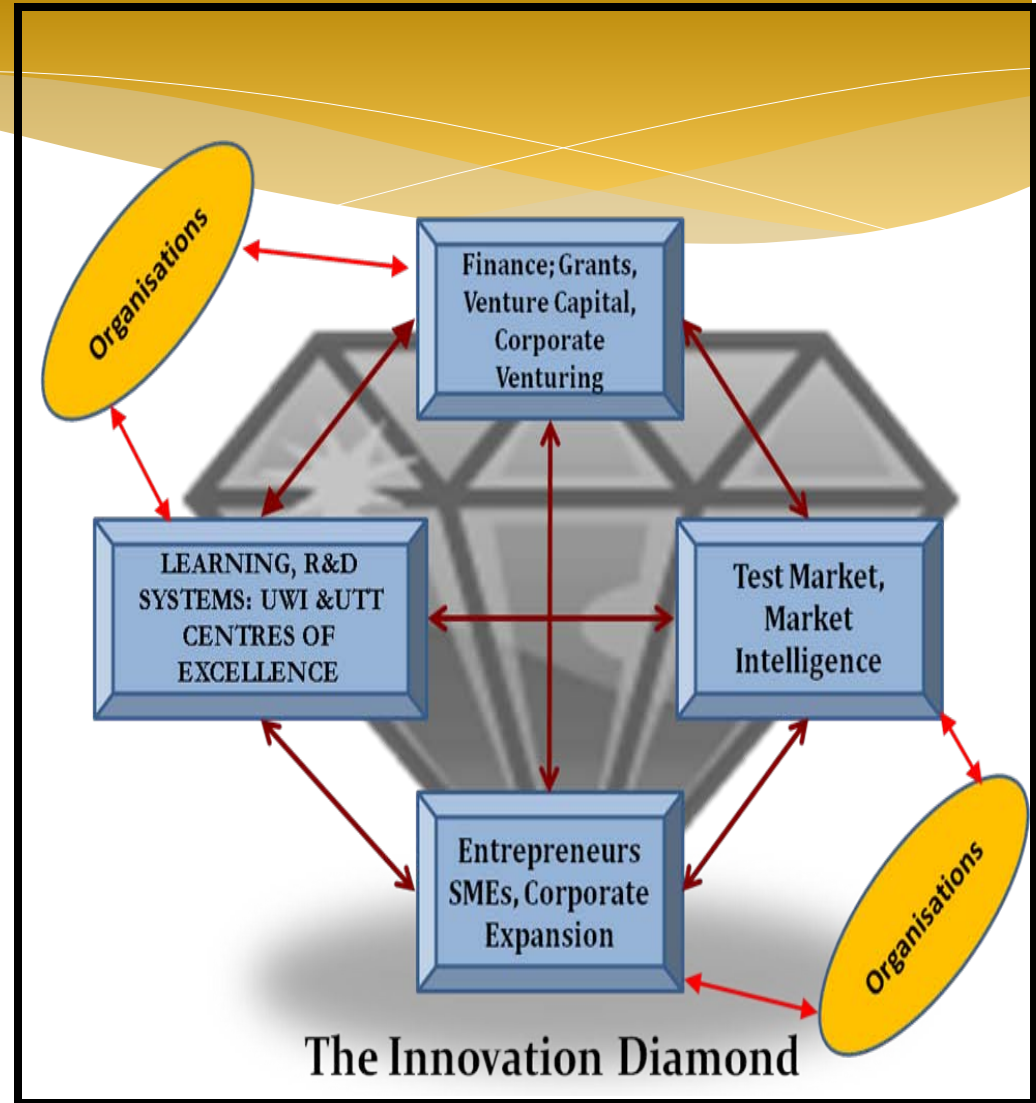 Organisations
Finance; Grants,
Venture Capital,
Corporate
Venturing
LEARNING, R&D
SYSTEMS: UWI &UTT
CENTRES OF
EXCELLENCE
Test Market,
Market
Intelligence
Entrepreneurs
SMEs, Corporate
Expansion
Organisations
The Innovation Diamond